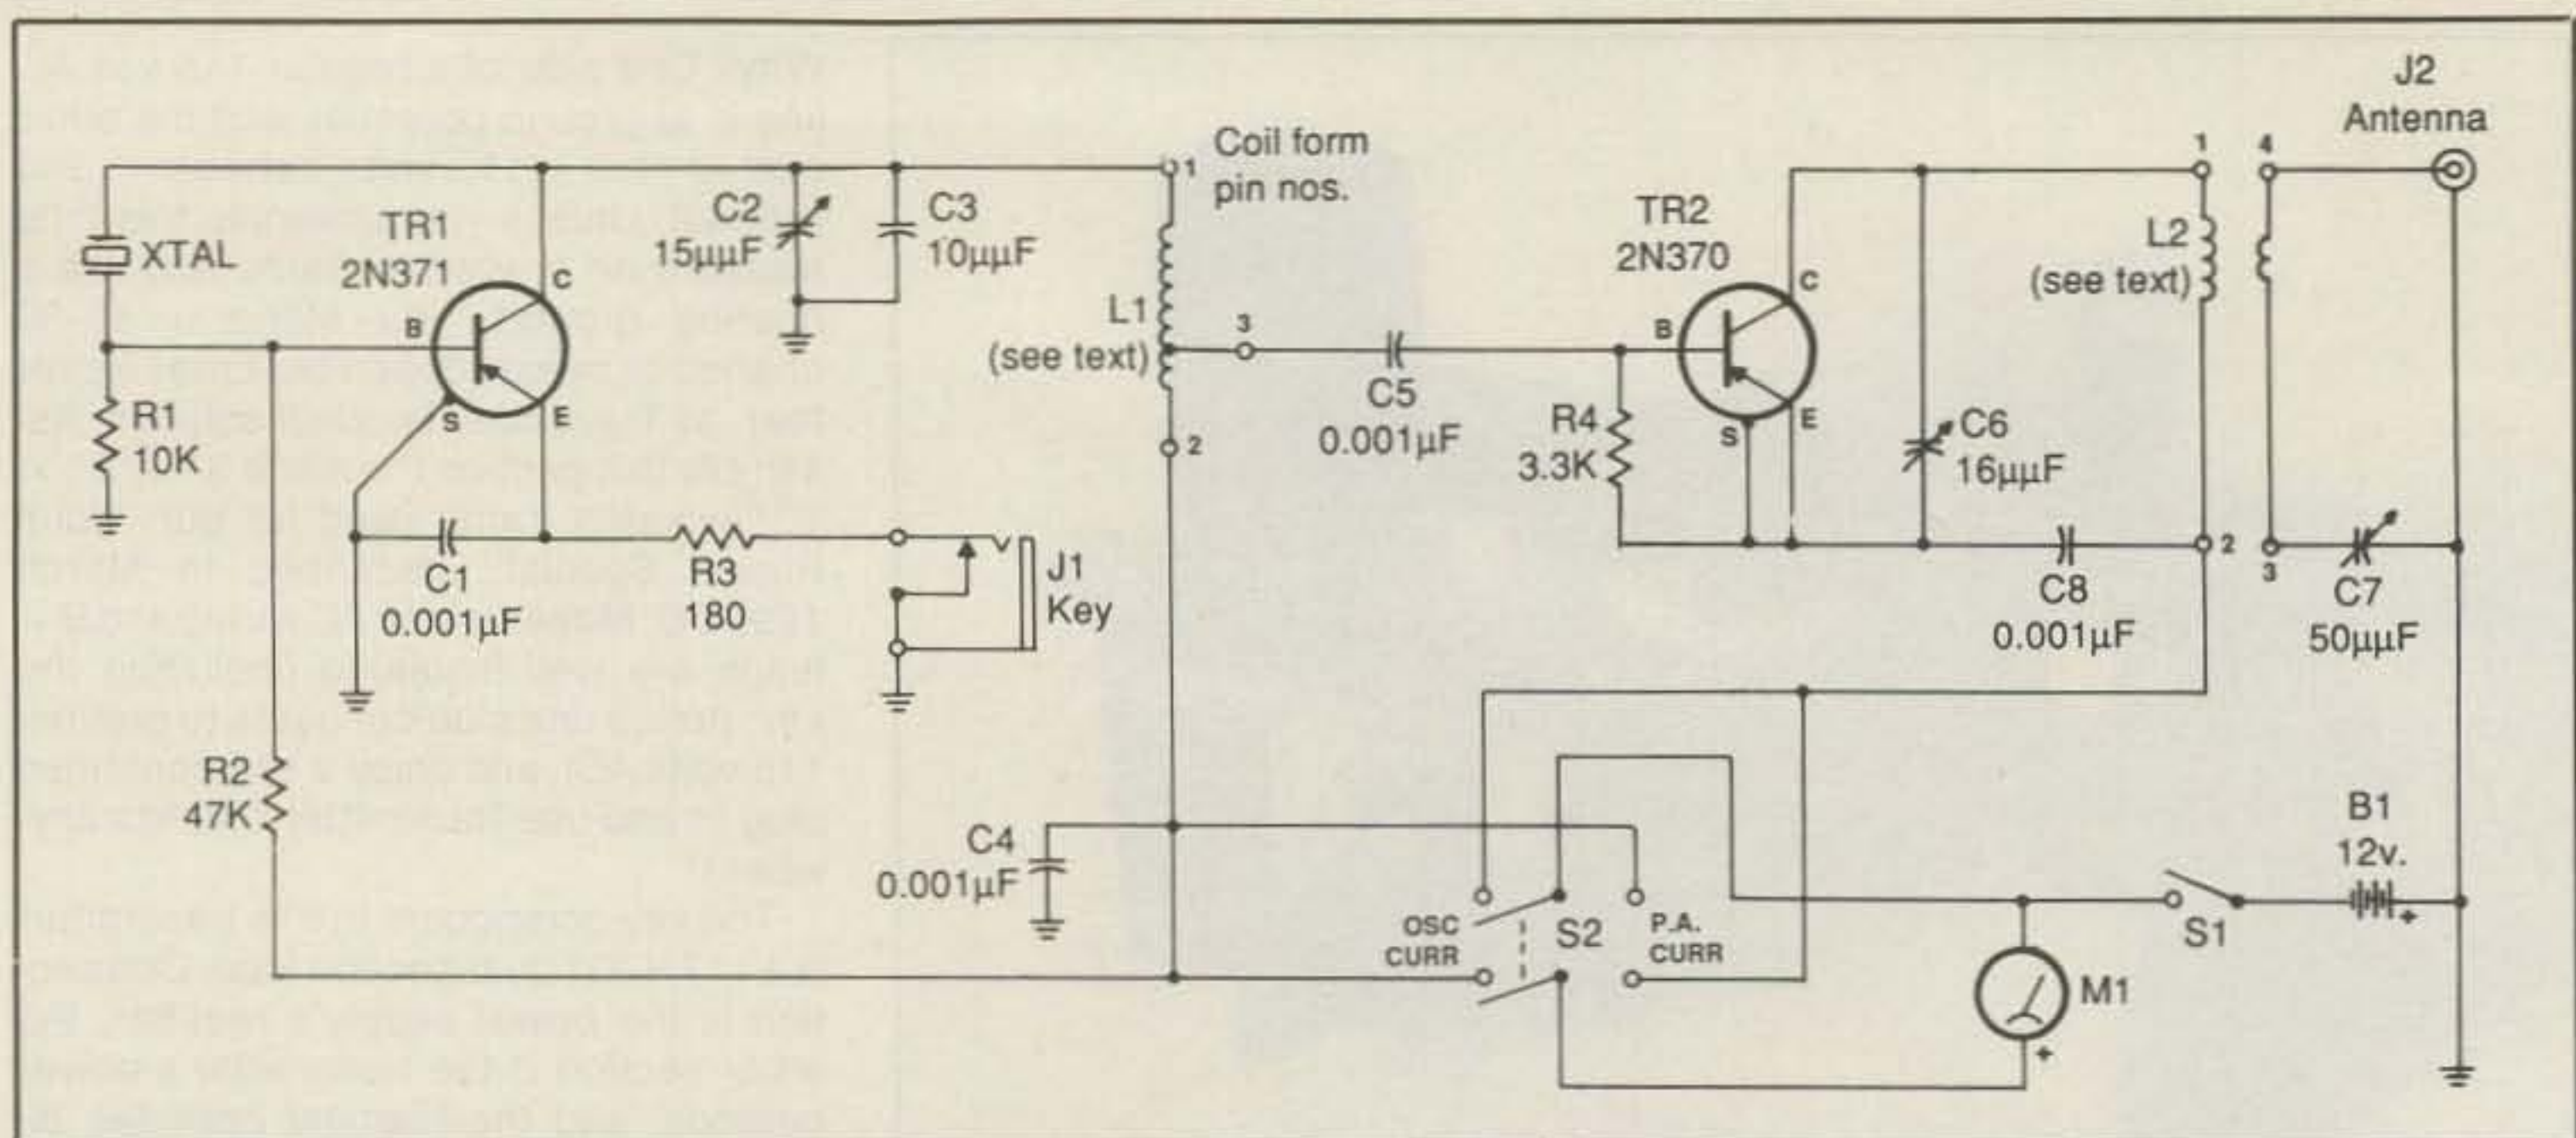 J2
Antenna
Coil form
pin nos.
1
1
4
XTAL
TR1
2N371
C
B
S
E
C2
15µµF
C3
10µµF
L1
(see text)
3
2
TR2
2N370
C
B
S
E
L2
(see text)
R1
10K
C5
0.001µF
R4
3.3K
C6
16µµF
2
3
C1
0.001µF
R3
180
J1
Key
C8
0.001µF
C7
50µµF
R2
47K
C4
0.001µF
OSC
CURR
S2
P.A.
CURR
S1
B1
12v.
+
M1
+